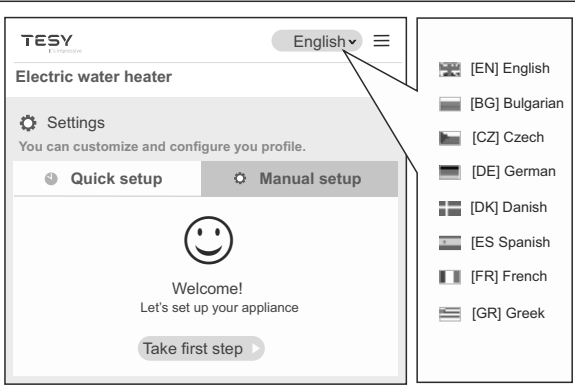 TESY
It's impressive
English
Electric water heater
Settings
You can customize and configure you profile.
Quick setup
Manual setup
Welcome!
Let's set up your appliance
Take first step
[EN] English
[BG] Bulgarian
[CZ] Czech
[DE] German
[DK] Danish
[ES Spanish
[FR] French
[GR] Greek